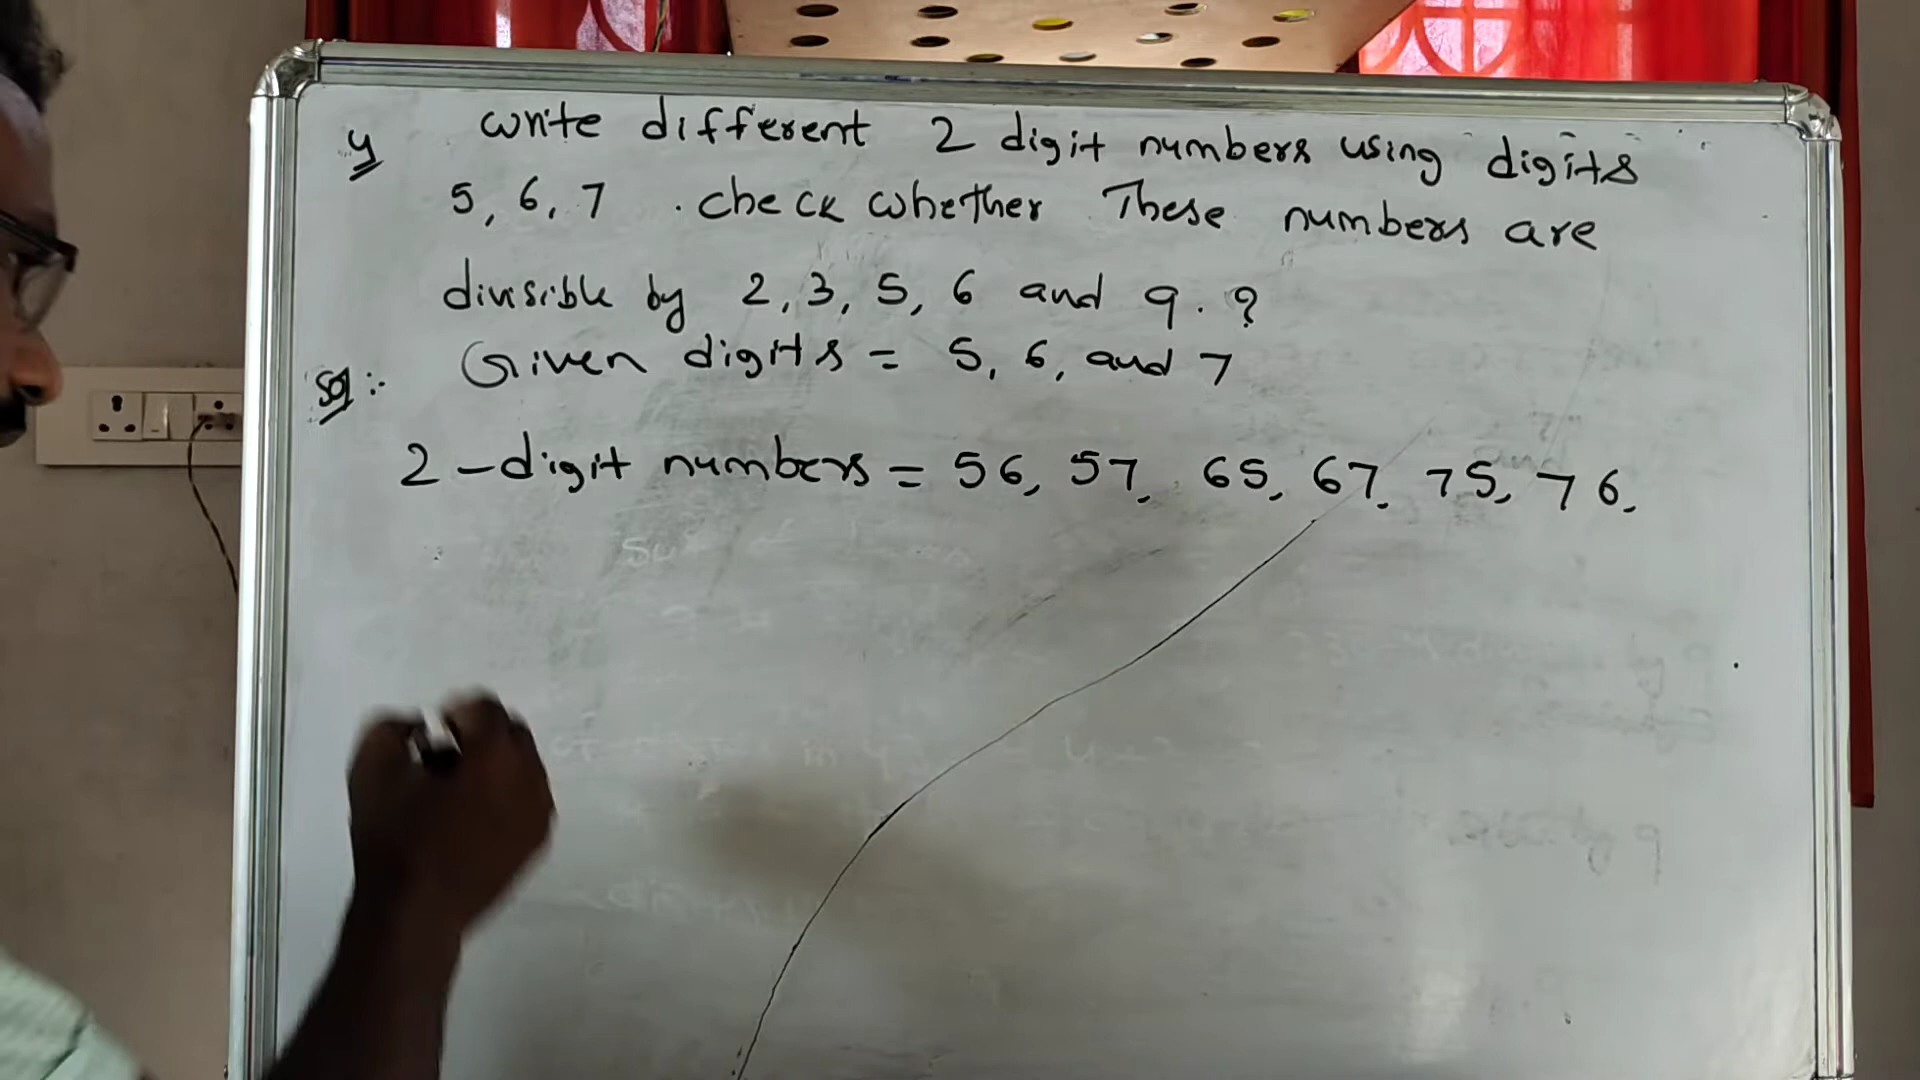 4 write different 2 digit numbers using digits
5, 6, 7 . check whether These numbers are
divisible by 2, 3, 5, 6 and 9. ?
Sol :- Given digits = 5, 6, and 7
2-digit numbers = 56, 57, 65, 67, 75, 76.